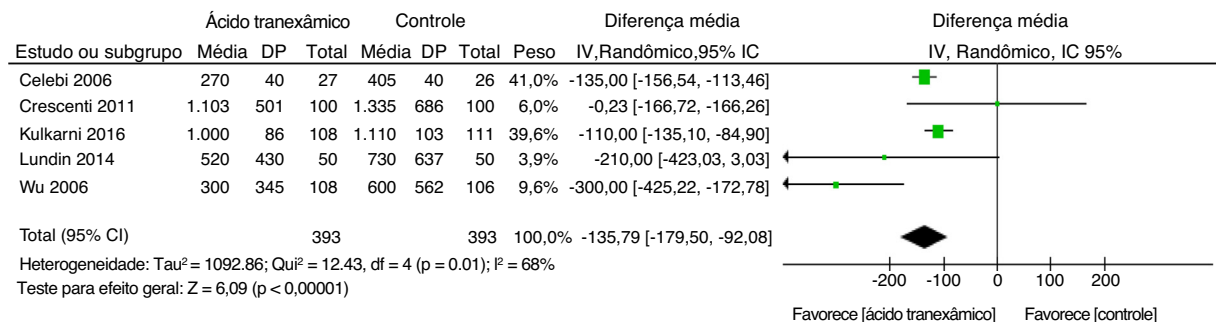 Ácido tranexâmico Controle Diferença média Diferença média
Estudo ou subgrupo Média DP Total Média DP Total Peso IV,Randômico,95% IC IV, Randômico, IC 95%
Celebi 2006 270 40 27 405 40 26 41,0% -135,00 [-156,54, -113,46]
Crescenti 2011 1.103 501 100 1.335 686 100 6,0% -0,23 [-166,72, -166,26]
Kulkarni 2016 1.000 86 108 1.110 103 111 39,6% -110,00 [-135,10, -84,90]
Lundin 2014 520 430 50 730 637 50 3,9% -210,00 [-423,03, 3,03]
Wu 2006 300 345 108 600 562 106 9,6% -300,00 [-425,22, -172,78]
Total (95% CI) 393 393 100,0% -135,79 [-179,50, -92,08]
Heterogeneidade: Tau² = 1092.86; Qui² = 12.43, df = 4 (p = 0.01); I² = 68%
Teste para efeito geral: Z = 6,09 (p < 0,00001)
-200 -100 0 100 200
Favorece [ácido tranexâmico] Favorece [controle]